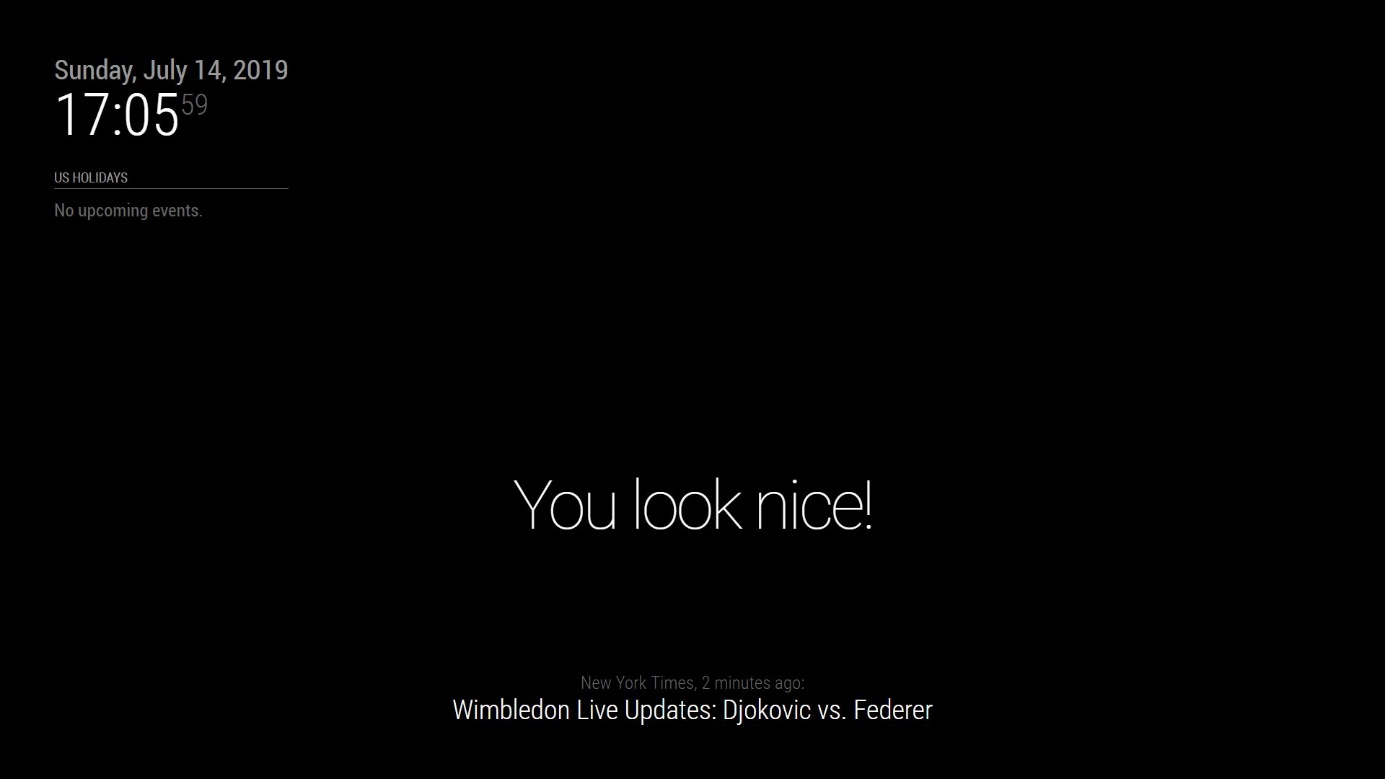 Sunday, July 14, 2019
17:05 59
US HOLIDAYS
No upcoming events.
You look nice!
New York Times, 2 minutes ago:
Wimbledon Live Updates: Djokovic vs. Federer